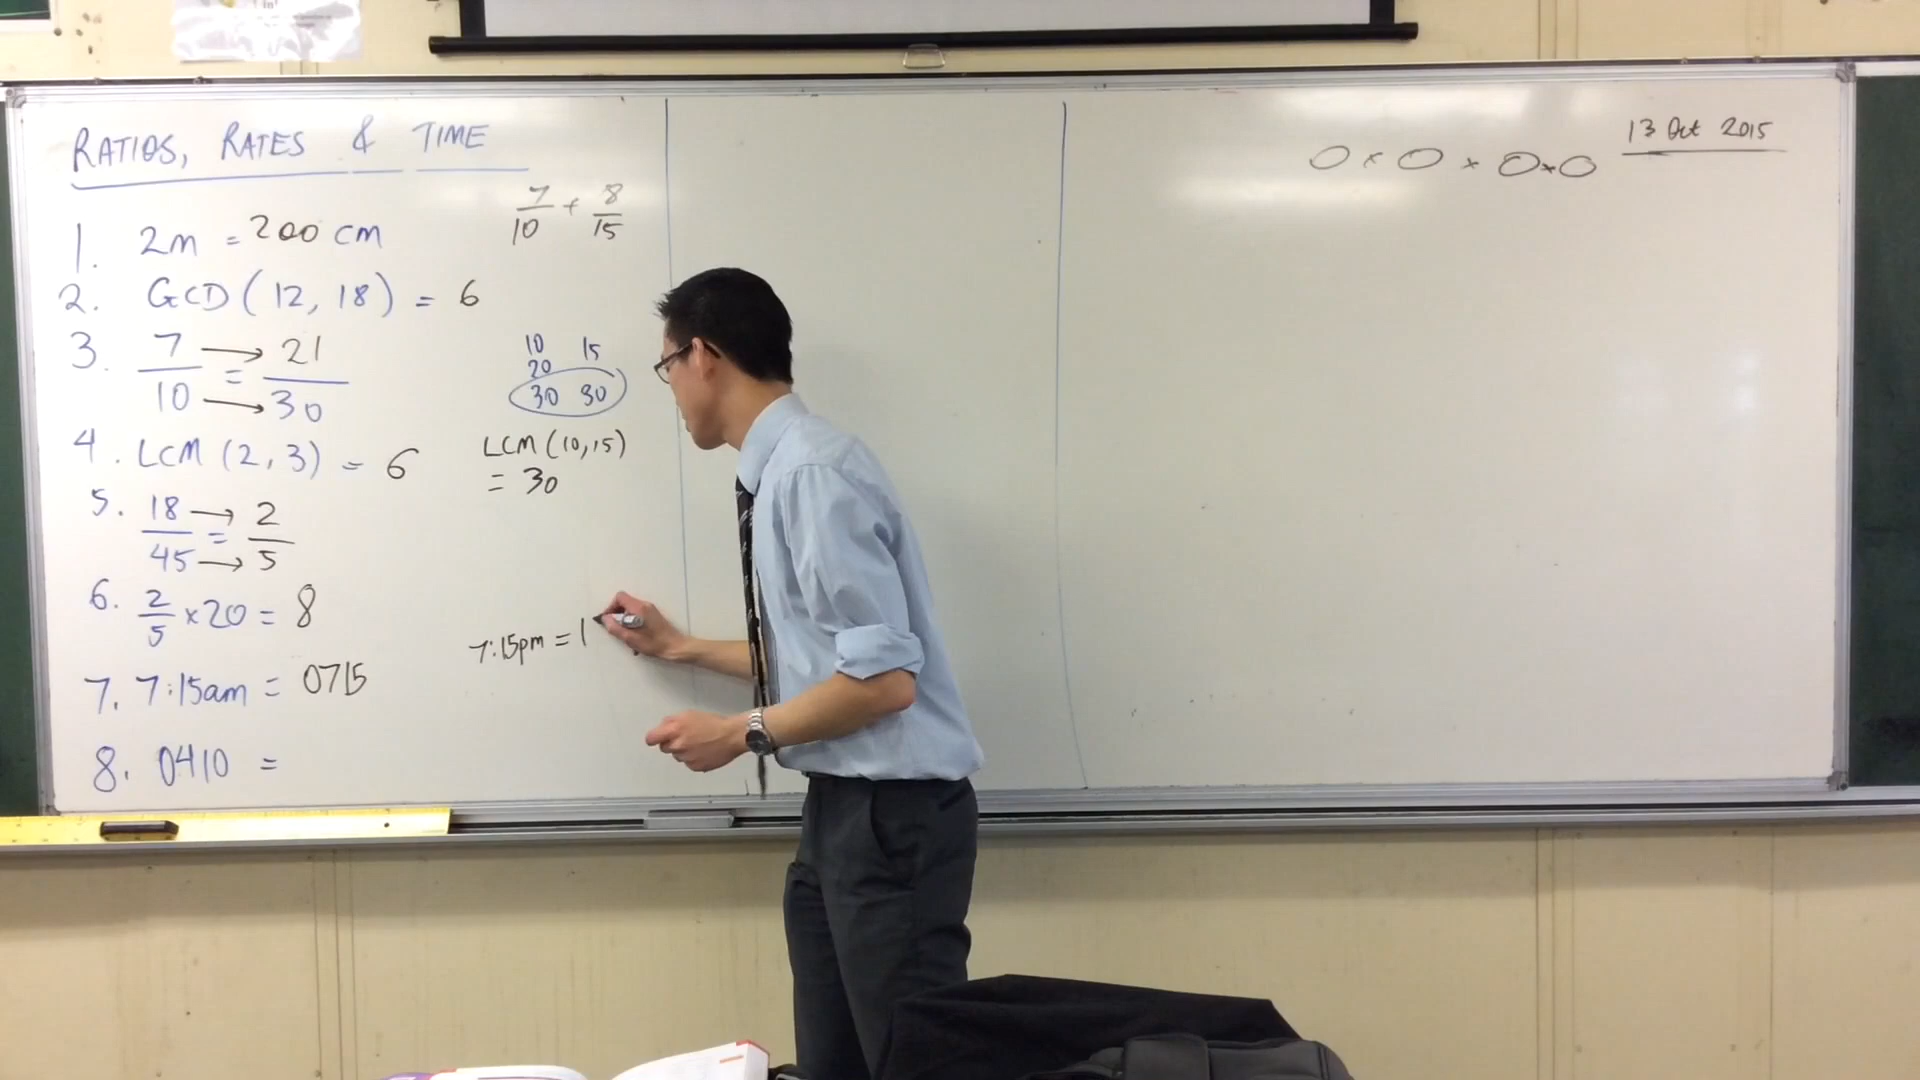 RATIOS, RATES & TIME
1. 2m = 200 cm
2. GCD (12, 18) = 6
3. 7/10 = 21/30
4. LCM (2, 3) = 6
5. 18/45 = 2/5
6. 2/5 × 20 = 8
7. 7:15am = 0715
8. 0410 =
7/10 + 8/15
10 15
20
30 30
LCM (10,15)
= 30
7:15pm = 1
13 Oct 2015
0 × 0 × 0 × 0